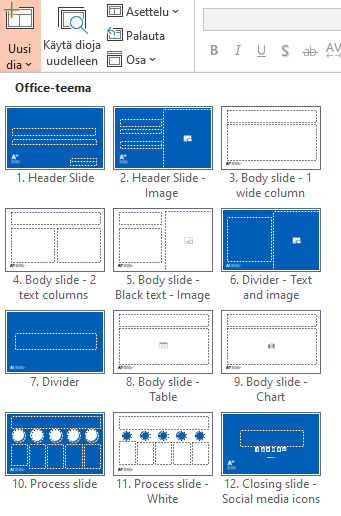 Uusi
dia
Käytä dioja
uudelleen
Asettelu
Palauta
Osa
B I U S ab AV
Office-teema
1. Header Slide
2. Header Slide -
Image
3. Body slide - 1
wide column
4. Body slide - 2
text columns
5. Body slide -
Black text - Image
6. Divider - Text
and image
7. Divider
8. Body slide -
Table
9. Body slide -
Chart
10. Process slide
11. Process slide -
White
12. Closing slide -
Social media icons